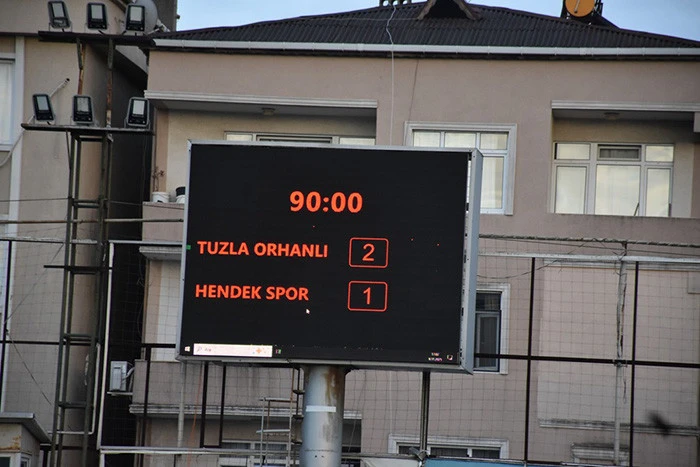 90:00
TUZLA ORHANLI 2
HENDEK SPOR 1